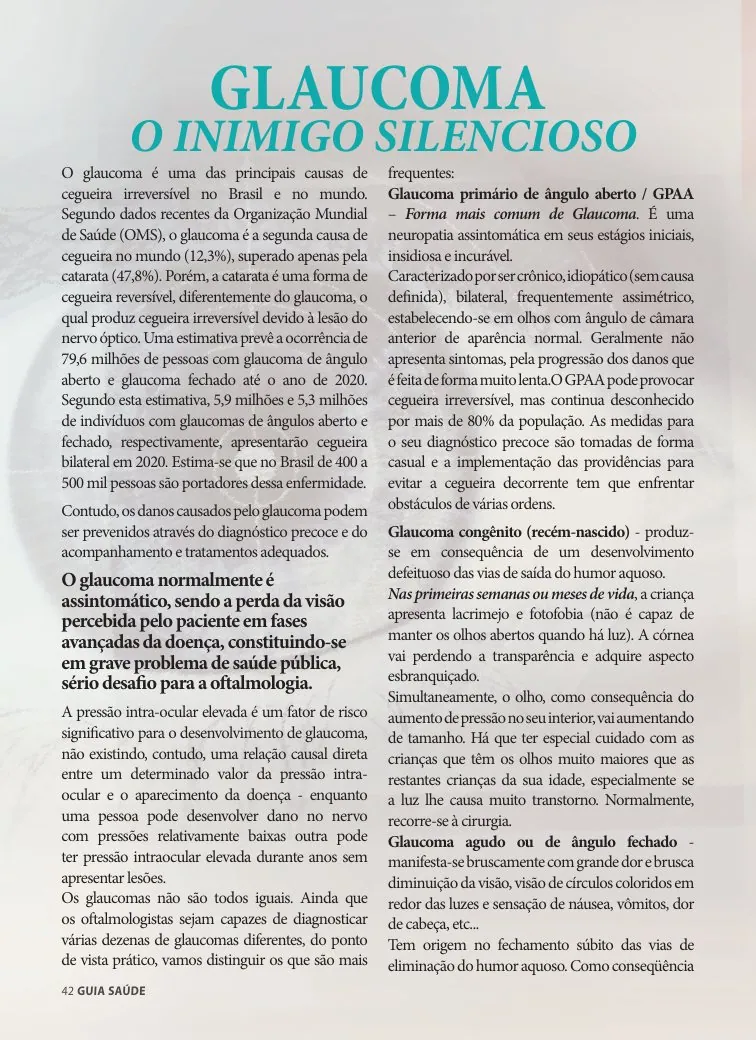 GLAUCOMA
O INIMIGO SILENCIOSO
O glaucoma é uma das principais causas de
cegueira irreversível no Brasil e no mundo.
Segundo dados recentes da Organização Mundial
de Saúde (OMS), o glaucoma é a segunda causa de
cegueira no mundo (12,3%), superado apenas pela
catarata (47,8%). Porém, a catarata é uma forma de
cegueira reversível, diferentemente do glaucoma, o
qual produz cegueira irreversível devido à lesão do
nervo óptico. Uma estimativa prevê a ocorrência de
79,6 milhões de pessoas com glaucoma de ângulo
aberto e glaucoma fechado até o ano de 2020.
Segundo esta estimativa, 5,9 milhões e 5,3 milhões
de indivíduos com glaucomas de ângulos aberto e
fechado, respectivamente, apresentarão cegueira
bilateral em 2020. Estima-se que no Brasil de 400 a
500 mil pessoas são portadores dessa enfermidade.
Contudo, os danos causados pelo glaucoma podem
ser prevenidos através do diagnóstico precoce e do
acompanhamento e tratamentos adequados.
O glaucoma normalmente é
assintomático, sendo a perda da visão
percebida pelo paciente em fases
avançadas da doença, constituindo-se
em grave problema de saúde pública,
sério desafio para a oftalmologia.
A pressão intra-ocular elevada é um fator de risco
significativo para o desenvolvimento de glaucoma,
não existindo, contudo, uma relação causal direta
entre um determinado valor da pressão intra-
ocular e o aparecimento da doença - enquanto
uma pessoa pode desenvolver dano no nervo
com pressões relativamente baixas outra pode
ter pressão intraocular elevada durante anos sem
apresentar lesões.
Os glaucomas não são todos iguais. Ainda que
os oftalmologistas sejam capazes de diagnosticar
várias dezenas de glaucomas diferentes, do ponto
de vista prático, vamos distinguir os que são mais
frequentes:
Glaucoma primário de ângulo aberto / GPAA
– Forma mais comum de Glaucoma. É uma
neuropatia assintomática em seus estágios iniciais,
insidiosa e incurável.
Caracterizado por ser crônico, idiopático (sem causa
definida), bilateral, frequentemente assimétrico,
estabelecendo-se em olhos com ângulo de câmara
anterior de aparência normal. Geralmente não
apresenta sintomas, pela progressão dos danos que
é feita de forma muito lenta.O GPAA pode provocar
cegueira irreversível, mas continua desconhecido
por mais de 80% da população. As medidas para
o seu diagnóstico precoce são tomadas de forma
casual e a implementação das providências para
evitar a cegueira decorrente tem que enfrentar
obstáculos de várias ordens.
Glaucoma congênito (recém-nascido) - produz-
se em consequência de um desenvolvimento
defeituoso das vias de saída do humor aquoso.
Nas primeiras semanas ou meses de vida, a criança
apresenta lacrimejo e fotofobia (não é capaz de
manter os olhos abertos quando há luz). A córnea
vai perdendo a transparência e adquire aspecto
esbranquiçado.
Simultaneamente, o olho, como consequência do
aumento de pressão no seu interior, vai aumentando
de tamanho. Há que ter especial cuidado com as
crianças que têm os olhos muito maiores que as
restantes crianças da sua idade, especialmente se
a luz lhe causa muito transtorno. Normalmente,
recorre-se à cirurgia.
Glaucoma agudo ou de ângulo fechado -
manifesta-se bruscamente com grande dor e brusca
diminuição da visão, visão de círculos coloridos em
redor das luzes e sensação de náusea, vômitos, dor
de cabeça, etc...
Tem origem no fechamento súbito das vias de
eliminação do humor aquoso. Como conseqüência
42 GUIA SAÚDE